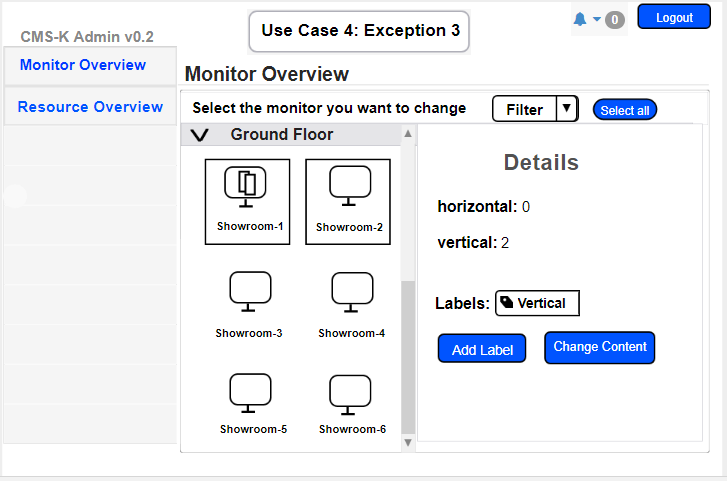 Use Case 4: Exception 3
0
Logout
CMS-K Admin v0.2
Monitor Overview
Resource Overview
Monitor Overview
Select the monitor you want to change
Filter
Select all
Ground Floor
Showroom-1
Showroom-2
Showroom-3
Showroom-4
Showroom-5
Showroom-6
Details
horizontal: 0
vertical: 2
Labels: Vertical
Add Label
Change Content